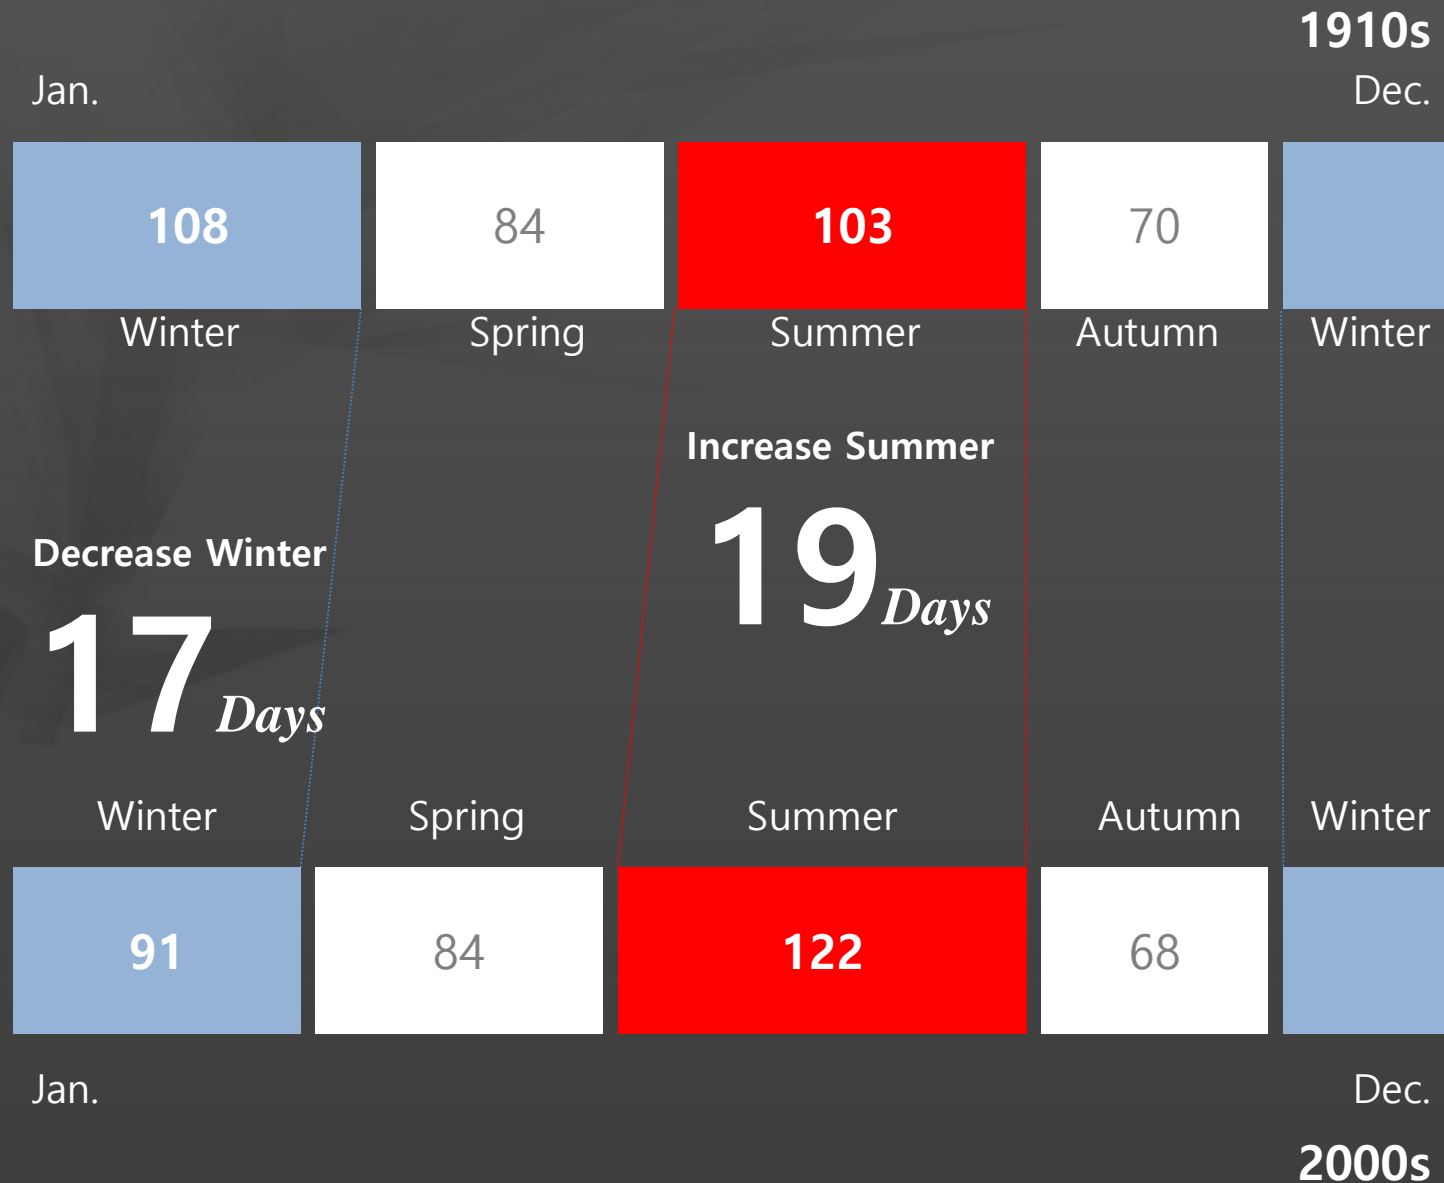 1910s
Jan. Dec.
108 84 103 70
Winter Spring Summer Autumn Winter
Increase Summer
19 Days
Decrease Winter
17 Days
Winter Spring Summer Autumn Winter
91 84 122 68
Jan. Dec.
2000s